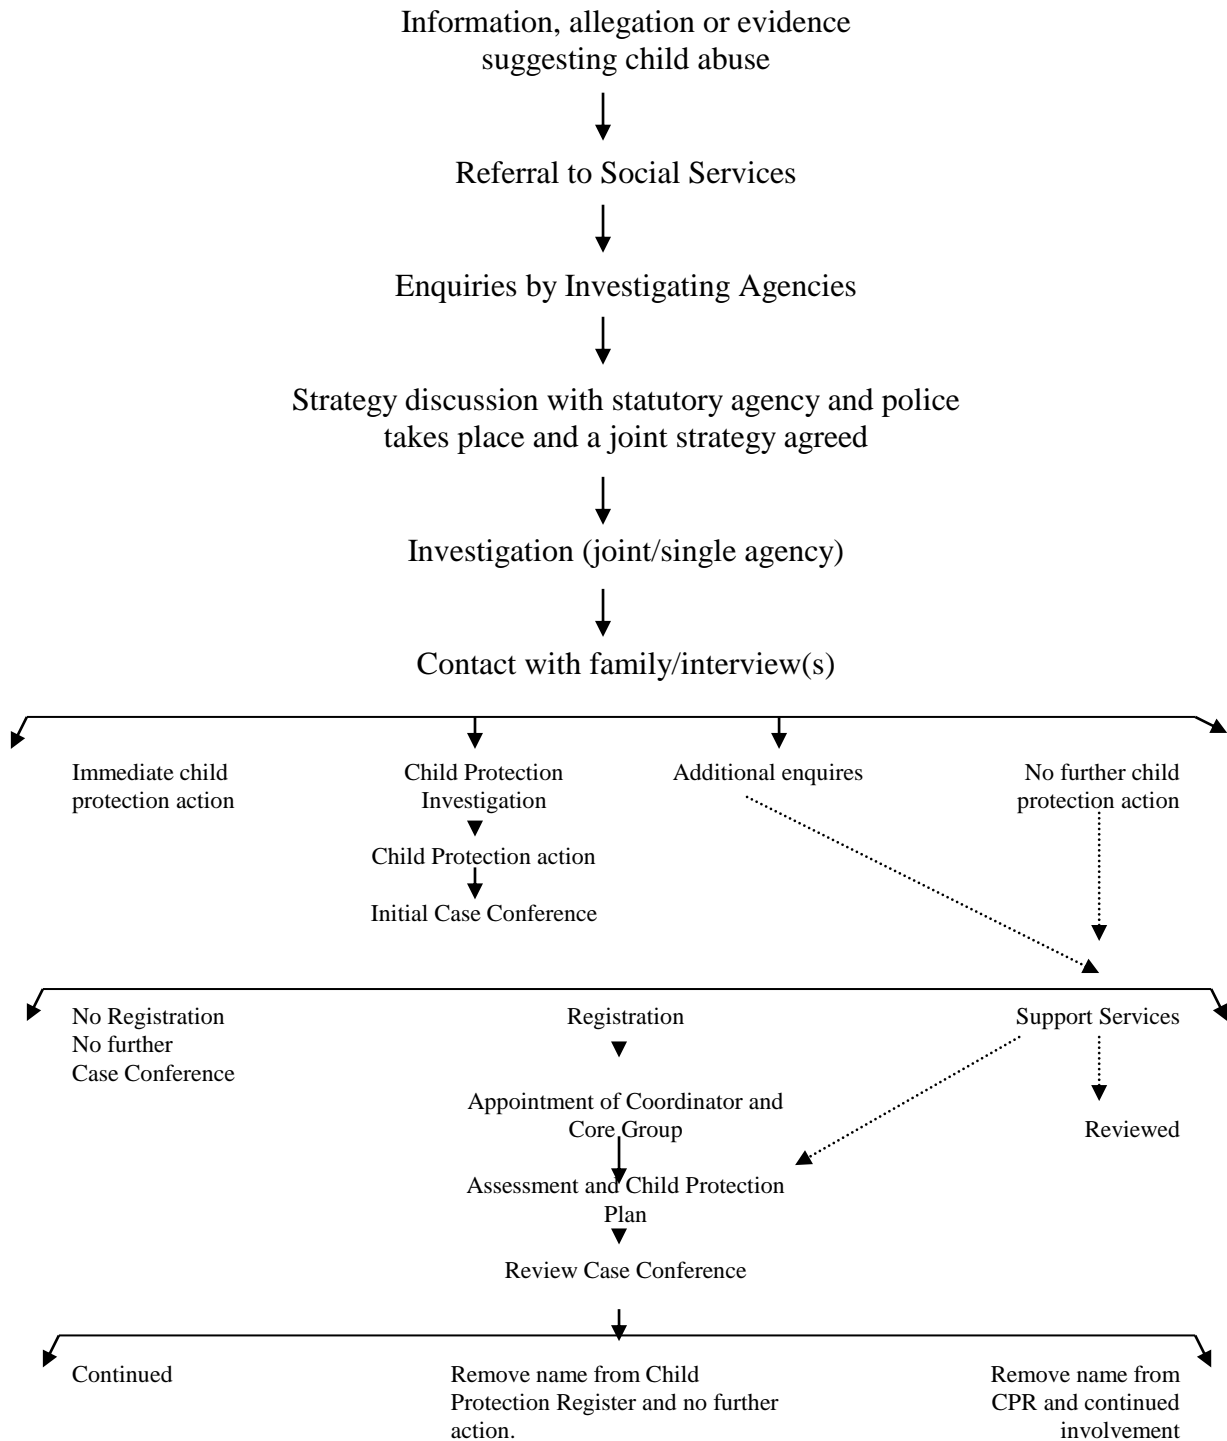 Information, allegation or evidence
suggesting child abuse
Referral to Social Services
Enquiries by Investigating Agencies
Strategy discussion with statutory agency and police
takes place and a joint strategy agreed
Investigation (joint/single agency)
Contact with family/interview(s)
Immediate child
protection action
Child Protection
Investigation
Child Protection action
Initial Case Conference
Additional enquires
No further child
protection action
No Registration
No further
Case Conference
Registration
Appointment of Coordinator and
Core Group
Assessment and Child Protection
Plan
Review Case Conference
Support Services
Reviewed
Continued
Remove name from Child
Protection Register and no further
action.
Remove name from
CPR and continued
involvement